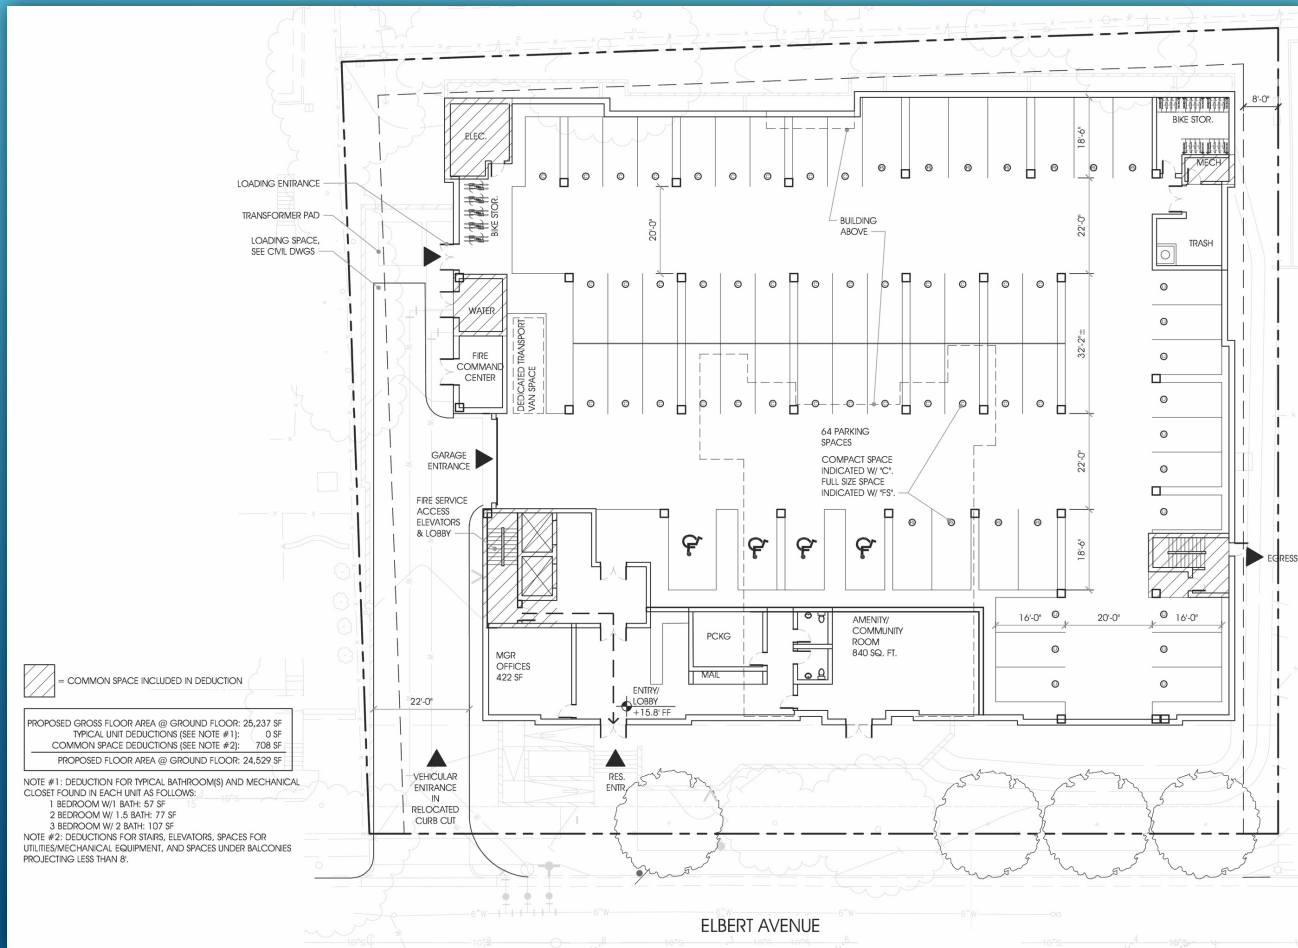 8'-0"
BIKE STOR.
18'-6"
ELEC.
MECH
LOADING ENTRANCE
TRANSFORMER PAD
LOADING SPACE,
SEE CIVIL DWGS
BIKE STOR.
20'-0"
BUILDING
ABOVE
22'-0"
TRASH
WATER
FIRE
COMMAND
CENTER
DEDICATED TRANSPORT
VAN SPACE
32'-2"±
64 PARKING
SPACES
COMPACT SPACE
INDICATED W/ "C".
FULL SIZE SPACE
INDICATED W/ "FS".
GARAGE
ENTRANCE
22'-0"
FIRE SERVICE
ACCESS
ELEVATORS
& LOBBY
18'-6"
EGRESS
16'-0"
20'-0"
16'-0"
PCKG
AMENITY/
COMMUNITY
ROOM
840 SQ. FT.
MGR
OFFICES
422 SF
MAIL
ENTRY/
LOBBY
+15.8' FF
= COMMON SPACE INCLUDED IN DEDUCTION
22'-0"
PROPOSED GROSS FLOOR AREA @ GROUND FLOOR: 25,237 SF
TYPICAL UNIT DEDUCTIONS (SEE NOTE #1): 0 SF
COMMON SPACE DEDUCTIONS (SEE NOTE #2): 708 SF
PROPOSED FLOOR AREA @ GROUND FLOOR: 24,529 SF
NOTE #1: DEDUCTION FOR TYPICAL BATHROOM(S) AND MECHANICAL
CLOSET FOUND IN EACH UNIT AS FOLLOWS:
1 BEDROOM W/1 BATH: 57 SF
2 BEDROOM W/ 1.5 BATH: 77 SF
3 BEDROOM W/ 2 BATH: 107 SF
NOTE #2: DEDUCTIONS FOR STAIRS, ELEVATORS, SPACES FOR
UTILITIES/MECHANICAL EQUIPMENT, AND SPACES UNDER BALCONIES
PROJECTING LESS THAN 8'.
VEHICULAR
ENTRANCE
IN
RELOCATED
CURB CUT
RES.
ENTR.
ELBERT AVENUE